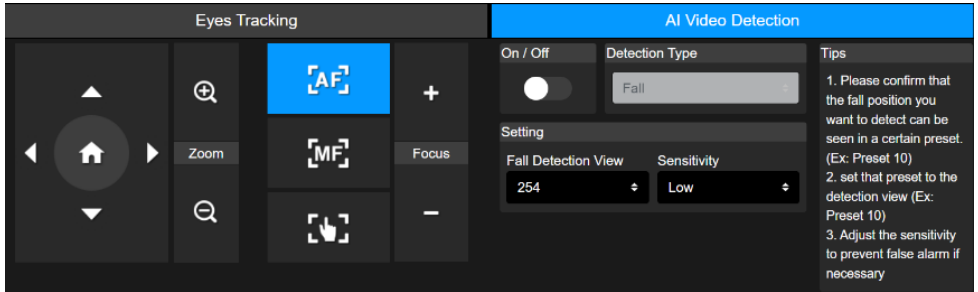 Eyes Tracking
AI Video Detection
AF
MF
Zoom
Focus
On / Off
Detection Type
Fall
Setting
Fall Detection View
Sensitivity
254
Low
Tips
1. Please confirm that
the fall position you
want to detect can be
seen in a certain preset.
(Ex: Preset 10)
2. set that preset to the
detection view (Ex:
Preset 10)
3. Adjust the sensitivity
to prevent false alarm if
necessary